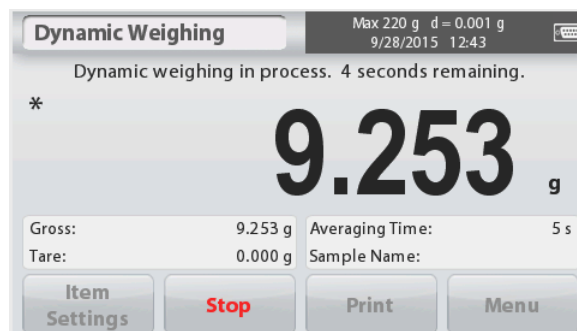 Dynamic Weighing
Max 220 g d = 0.001 g
9/28/2015 12:43
Dynamic weighing in process. 4 seconds remaining.
*
9.253 g
Gross: 9.253 g
Tare: 0.000 g
Averaging Time: 5 s
Sample Name:
Item
Settings
Stop
Print
Menu